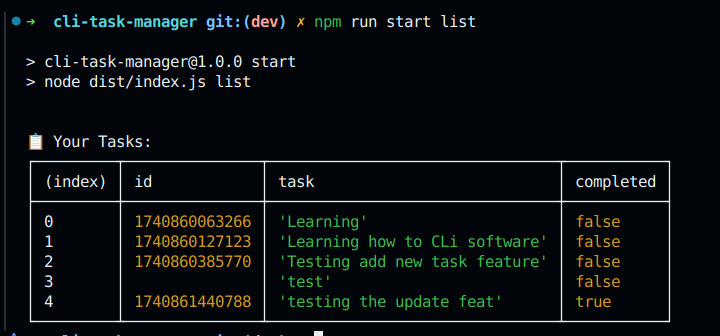 ➜ cli-task-manager git:(dev) ✗ npm run start list
> cli-task-manager@1.0.0 start
> node dist/index.js list
📋 Your Tasks:
(index) id task completed
0 1740860063266 'Learning' false
1 1740860127123 'Learning how to CLi software' false
2 1740860385770 'Testing add new task feature' false
3 'test' false
4 1740861440788 'testing the update feat' true